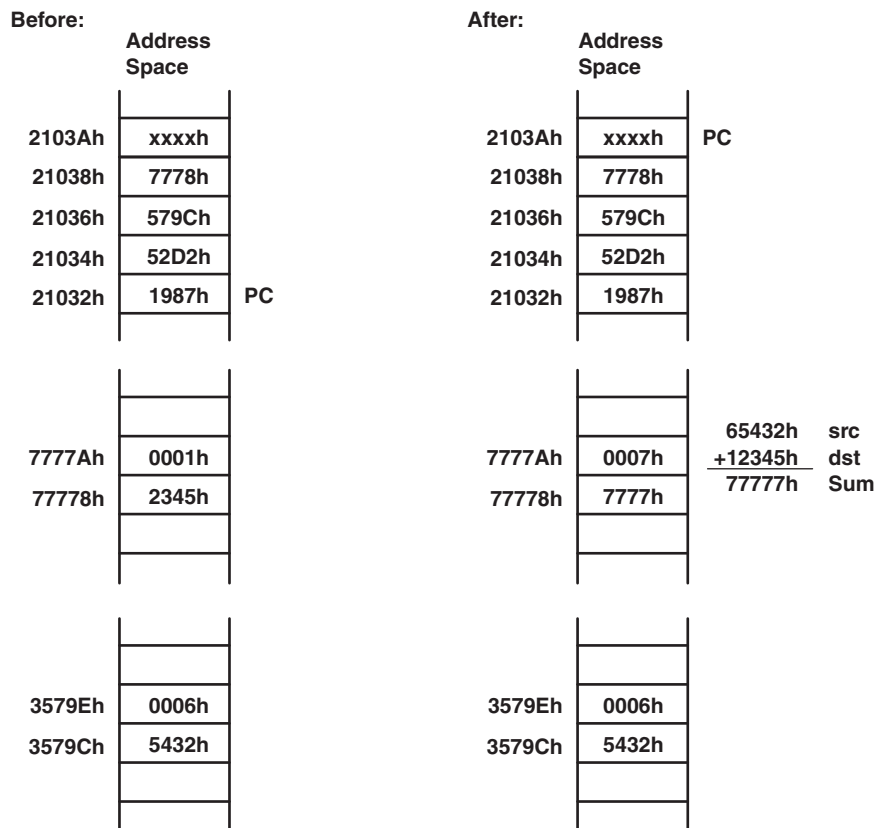 Before:
Address
Space
2103Ah xxxxh
21038h 7778h
21036h 579Ch
21034h 52D2h
21032h 1987h PC
7777Ah 0001h
77778h 2345h
3579Eh 0006h
3579Ch 5432h
After:
Address
Space
2103Ah xxxxh PC
21038h 7778h
21036h 579Ch
21034h 52D2h
21032h 1987h
65432h src
7777Ah 0007h +12345h dst
77778h 7777h 77777h Sum
3579Eh 0006h
3579Ch 5432h